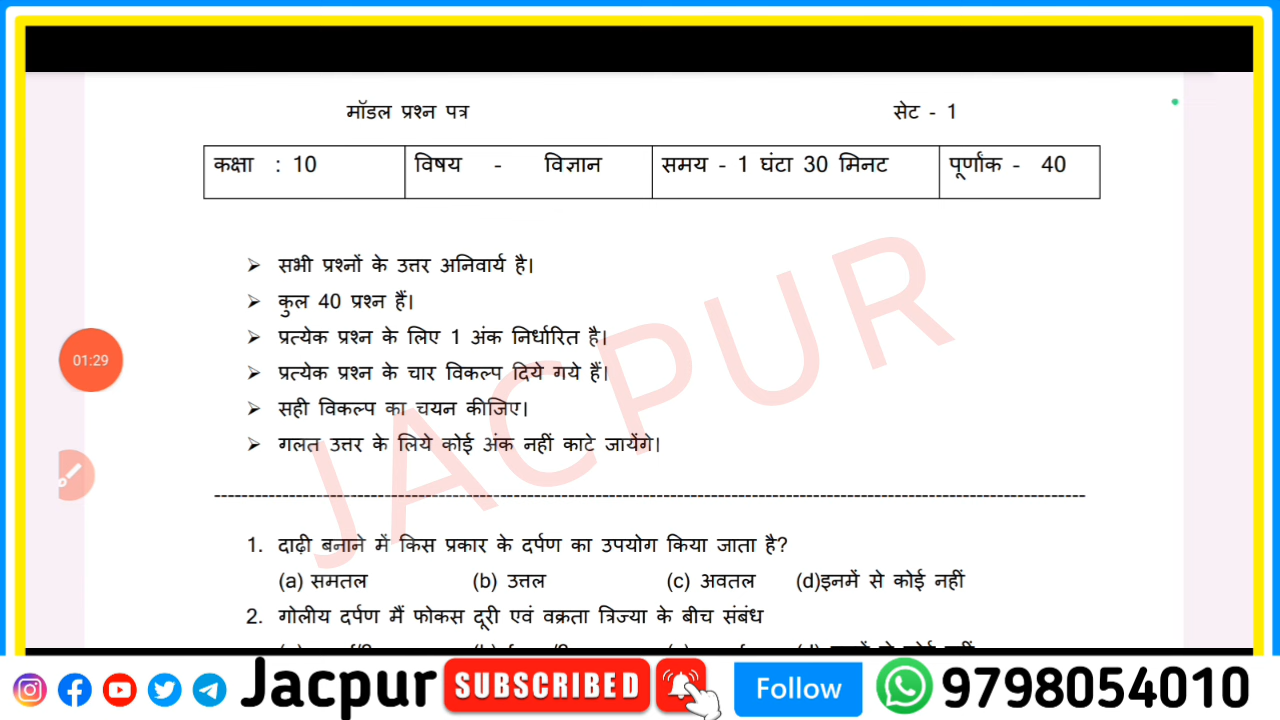 मॉडल प्रश्न पत्र सेट - 1
कक्षा : 10 विषय - विज्ञान समय - 1 घंटा 30 मिनट पूर्णांक - 40
➢ सभी प्रश्नों के उत्तर अनिवार्य है।
➢ कुल 40 प्रश्न हैं।
➢ प्रत्येक प्रश्न के लिए 1 अंक निर्धारित है।
➢ प्रत्येक प्रश्न के चार विकल्प दिये गये हैं।
➢ सही विकल्प का चयन कीजिए।
➢ गलत उत्तर के लिये कोई अंक नहीं काटे जायेंगे।
JACPUR
01:29
1. दाढ़ी बनाने में किस प्रकार के दर्पण का उपयोग किया जाता है?
(a) समतल (b) उत्तल (c) अवतल (d)इनमें से कोई नहीं
2. गोलीय दर्पण मैं फोकस दूरी एवं वक्रता त्रिज्या के बीच संबंध
Jacpur SUBSCRIBED Follow 9798054010